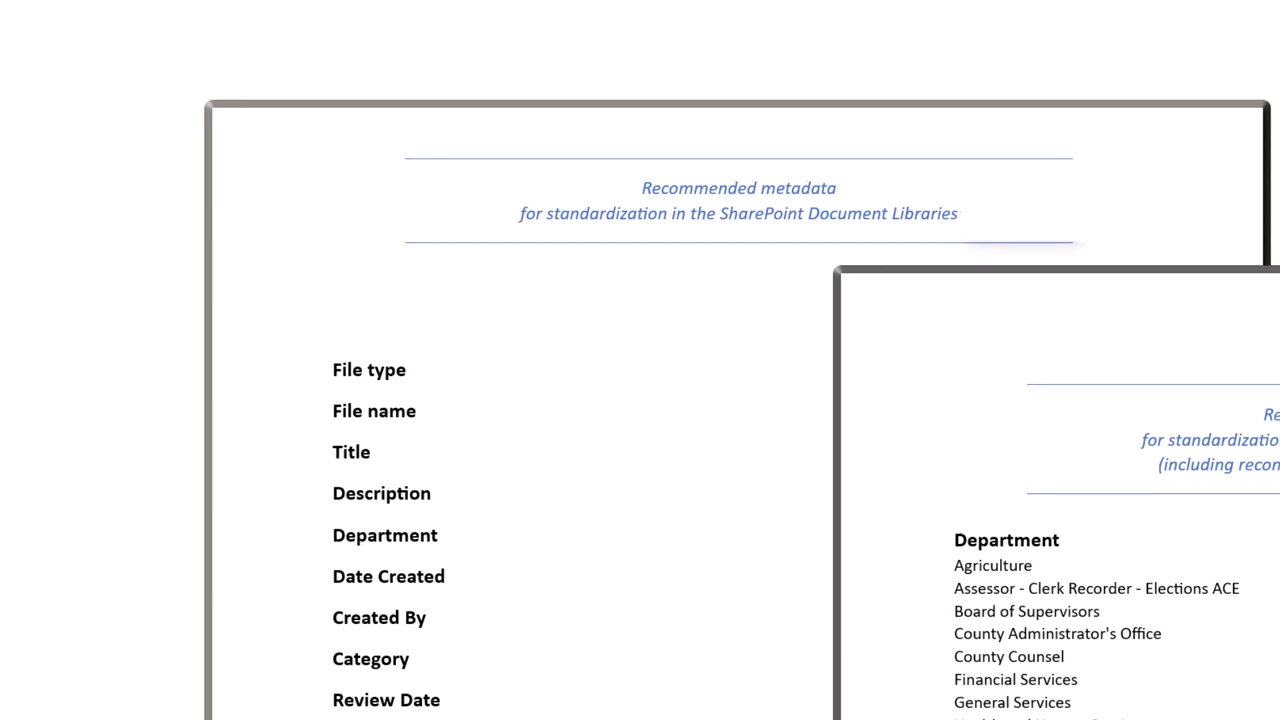 Recommended metadata
for standardization in the SharePoint Document Libraries
File type
File name
Title
Description
Department
Date Created
Created By
Category
Review Date
for
(including
Department
Agriculture
Assessor - Clerk Recorder - Elections ACE
Board of Supervisors
County Administrator's Office
County Counsel
Financial Services
General Services